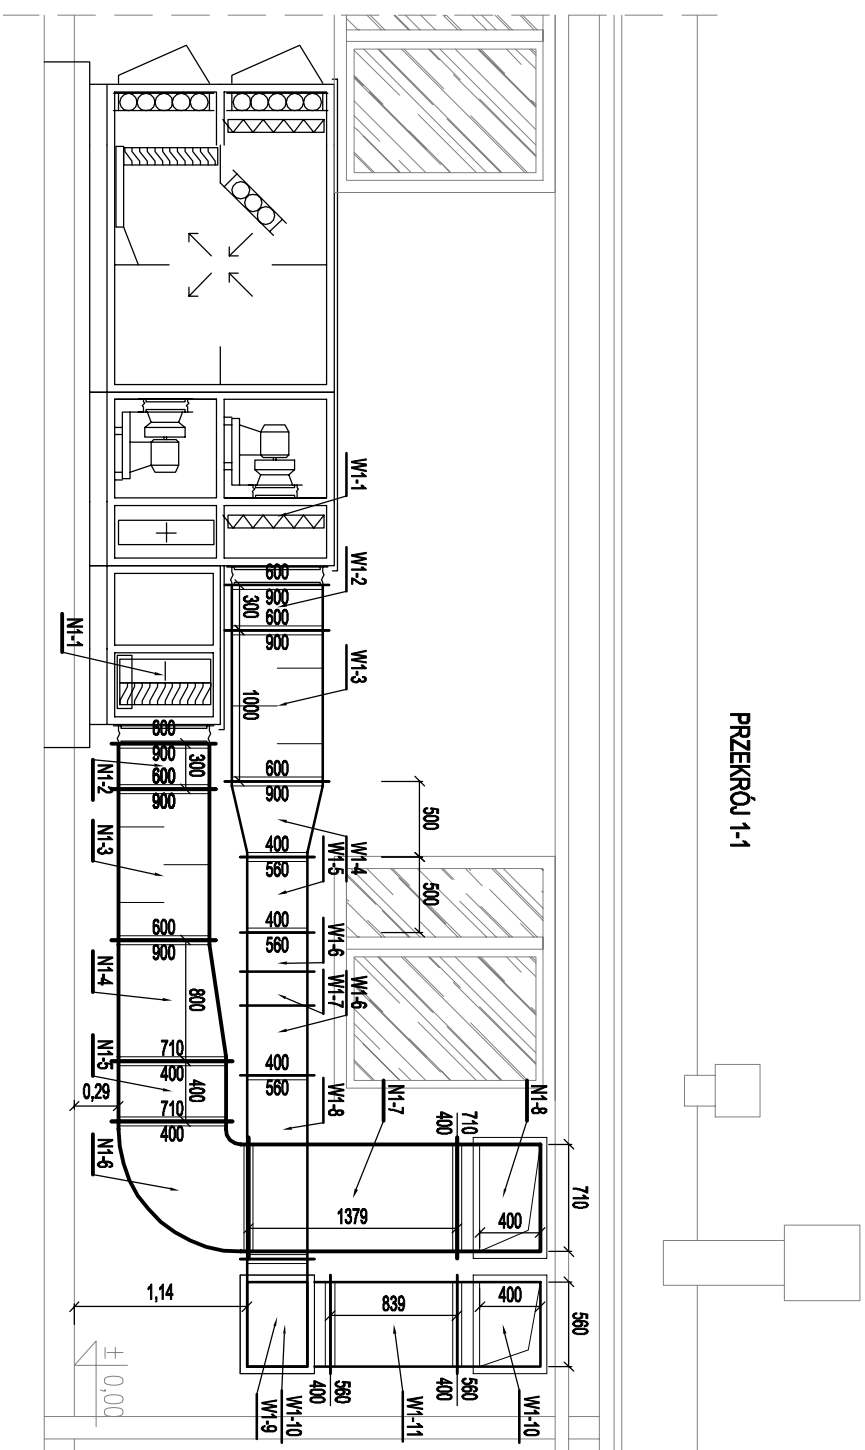 PRZEKRÓJ 1-1
W1-1
W1-2
W1-3
W1-4
W1-5
W1-6
W1-7
W1-6
W1-8
N1-7
N1-8
N1-1
N1-2
N1-3
N1-4
N1-5
N1-6
W1-9
W1-10
W1-11
W1-10
600
900
300
600
900
1000
600
900
500
400
560
500
400
560
400
560
600
900
300
600
900
600
900
800
710
400
400
710
400
0,29
1,14
± 0,00
710
400
1379
400
710
839
400
560
560
400
560
400